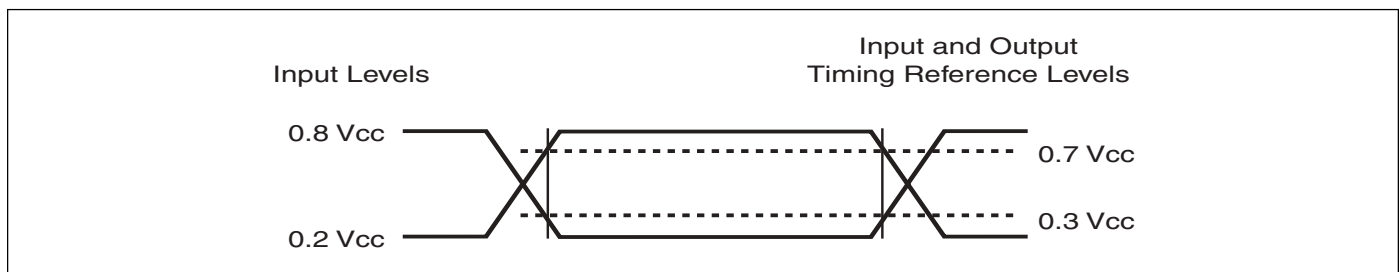 Input Levels
Input and Output
Timing Reference Levels
0.8 Vcc
0.7 Vcc
0.2 Vcc
0.3 Vcc